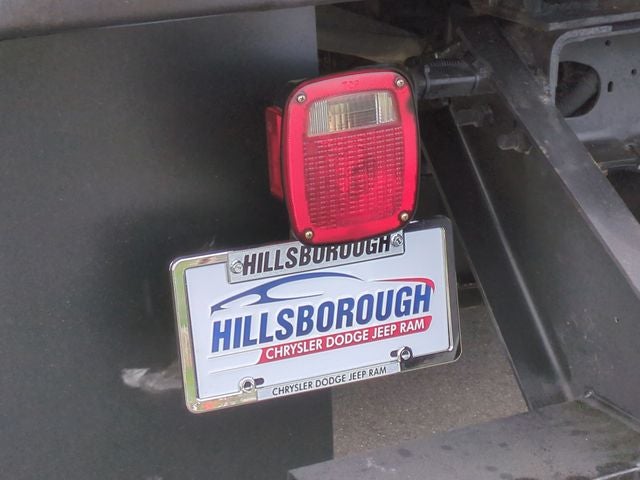 HILLSBOROUGH
HILLSBOROUGH
CHRYSLER DODGE JEEP RAM
CHRYSLER DODGE JEEP RAM